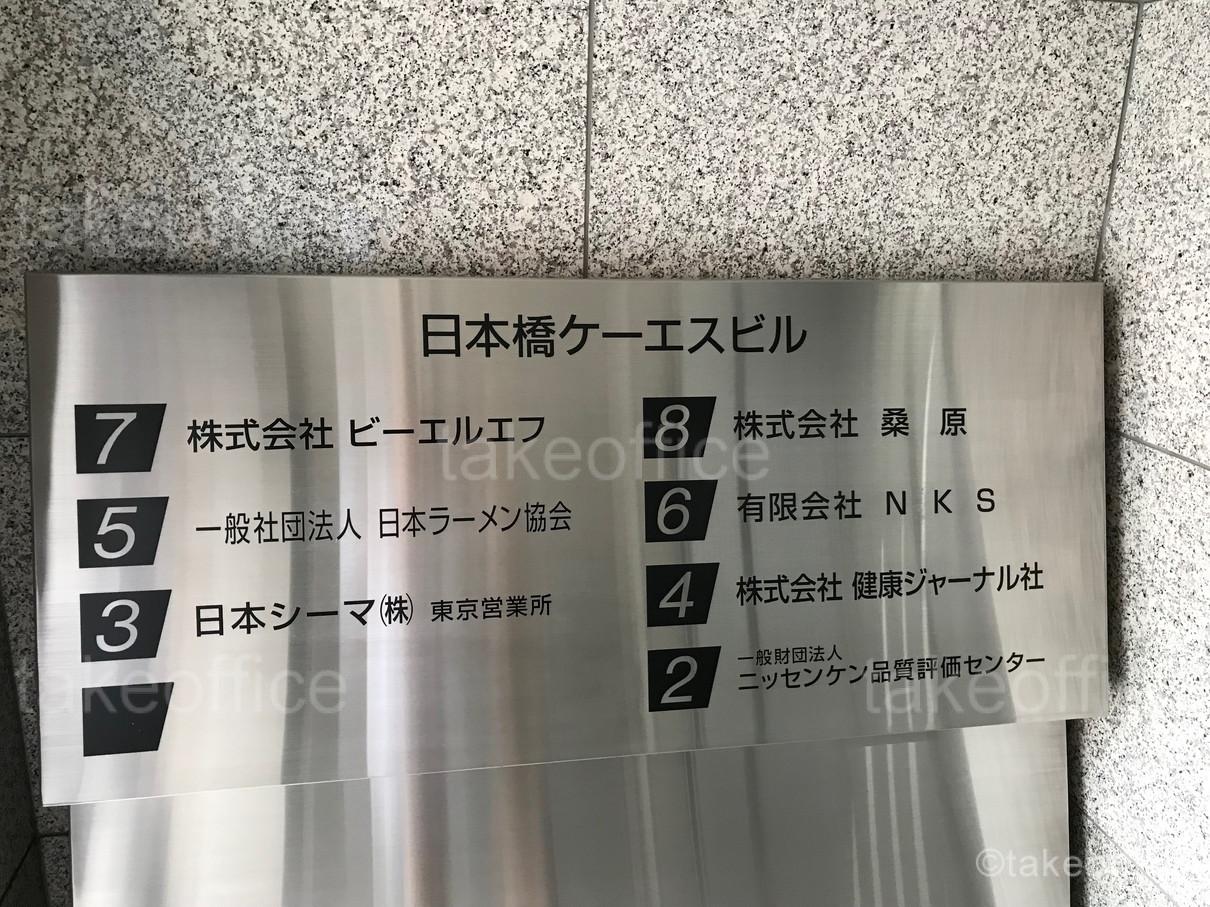 日本橋ケーエスビル
7 株式会社 ビーエルエフ
8 株式会社 桑 原
5 一般社団法人 日本ラーメン協会
6 有限会社 N K S
3 日本シーマ㈱ 東京営業所
4 株式会社 健康ジャーナル社
2 一般財団法人
ニッセンケン品質評価センター
takeoffice
takeoffice
takeoffice
takeoffice
©takeoffice